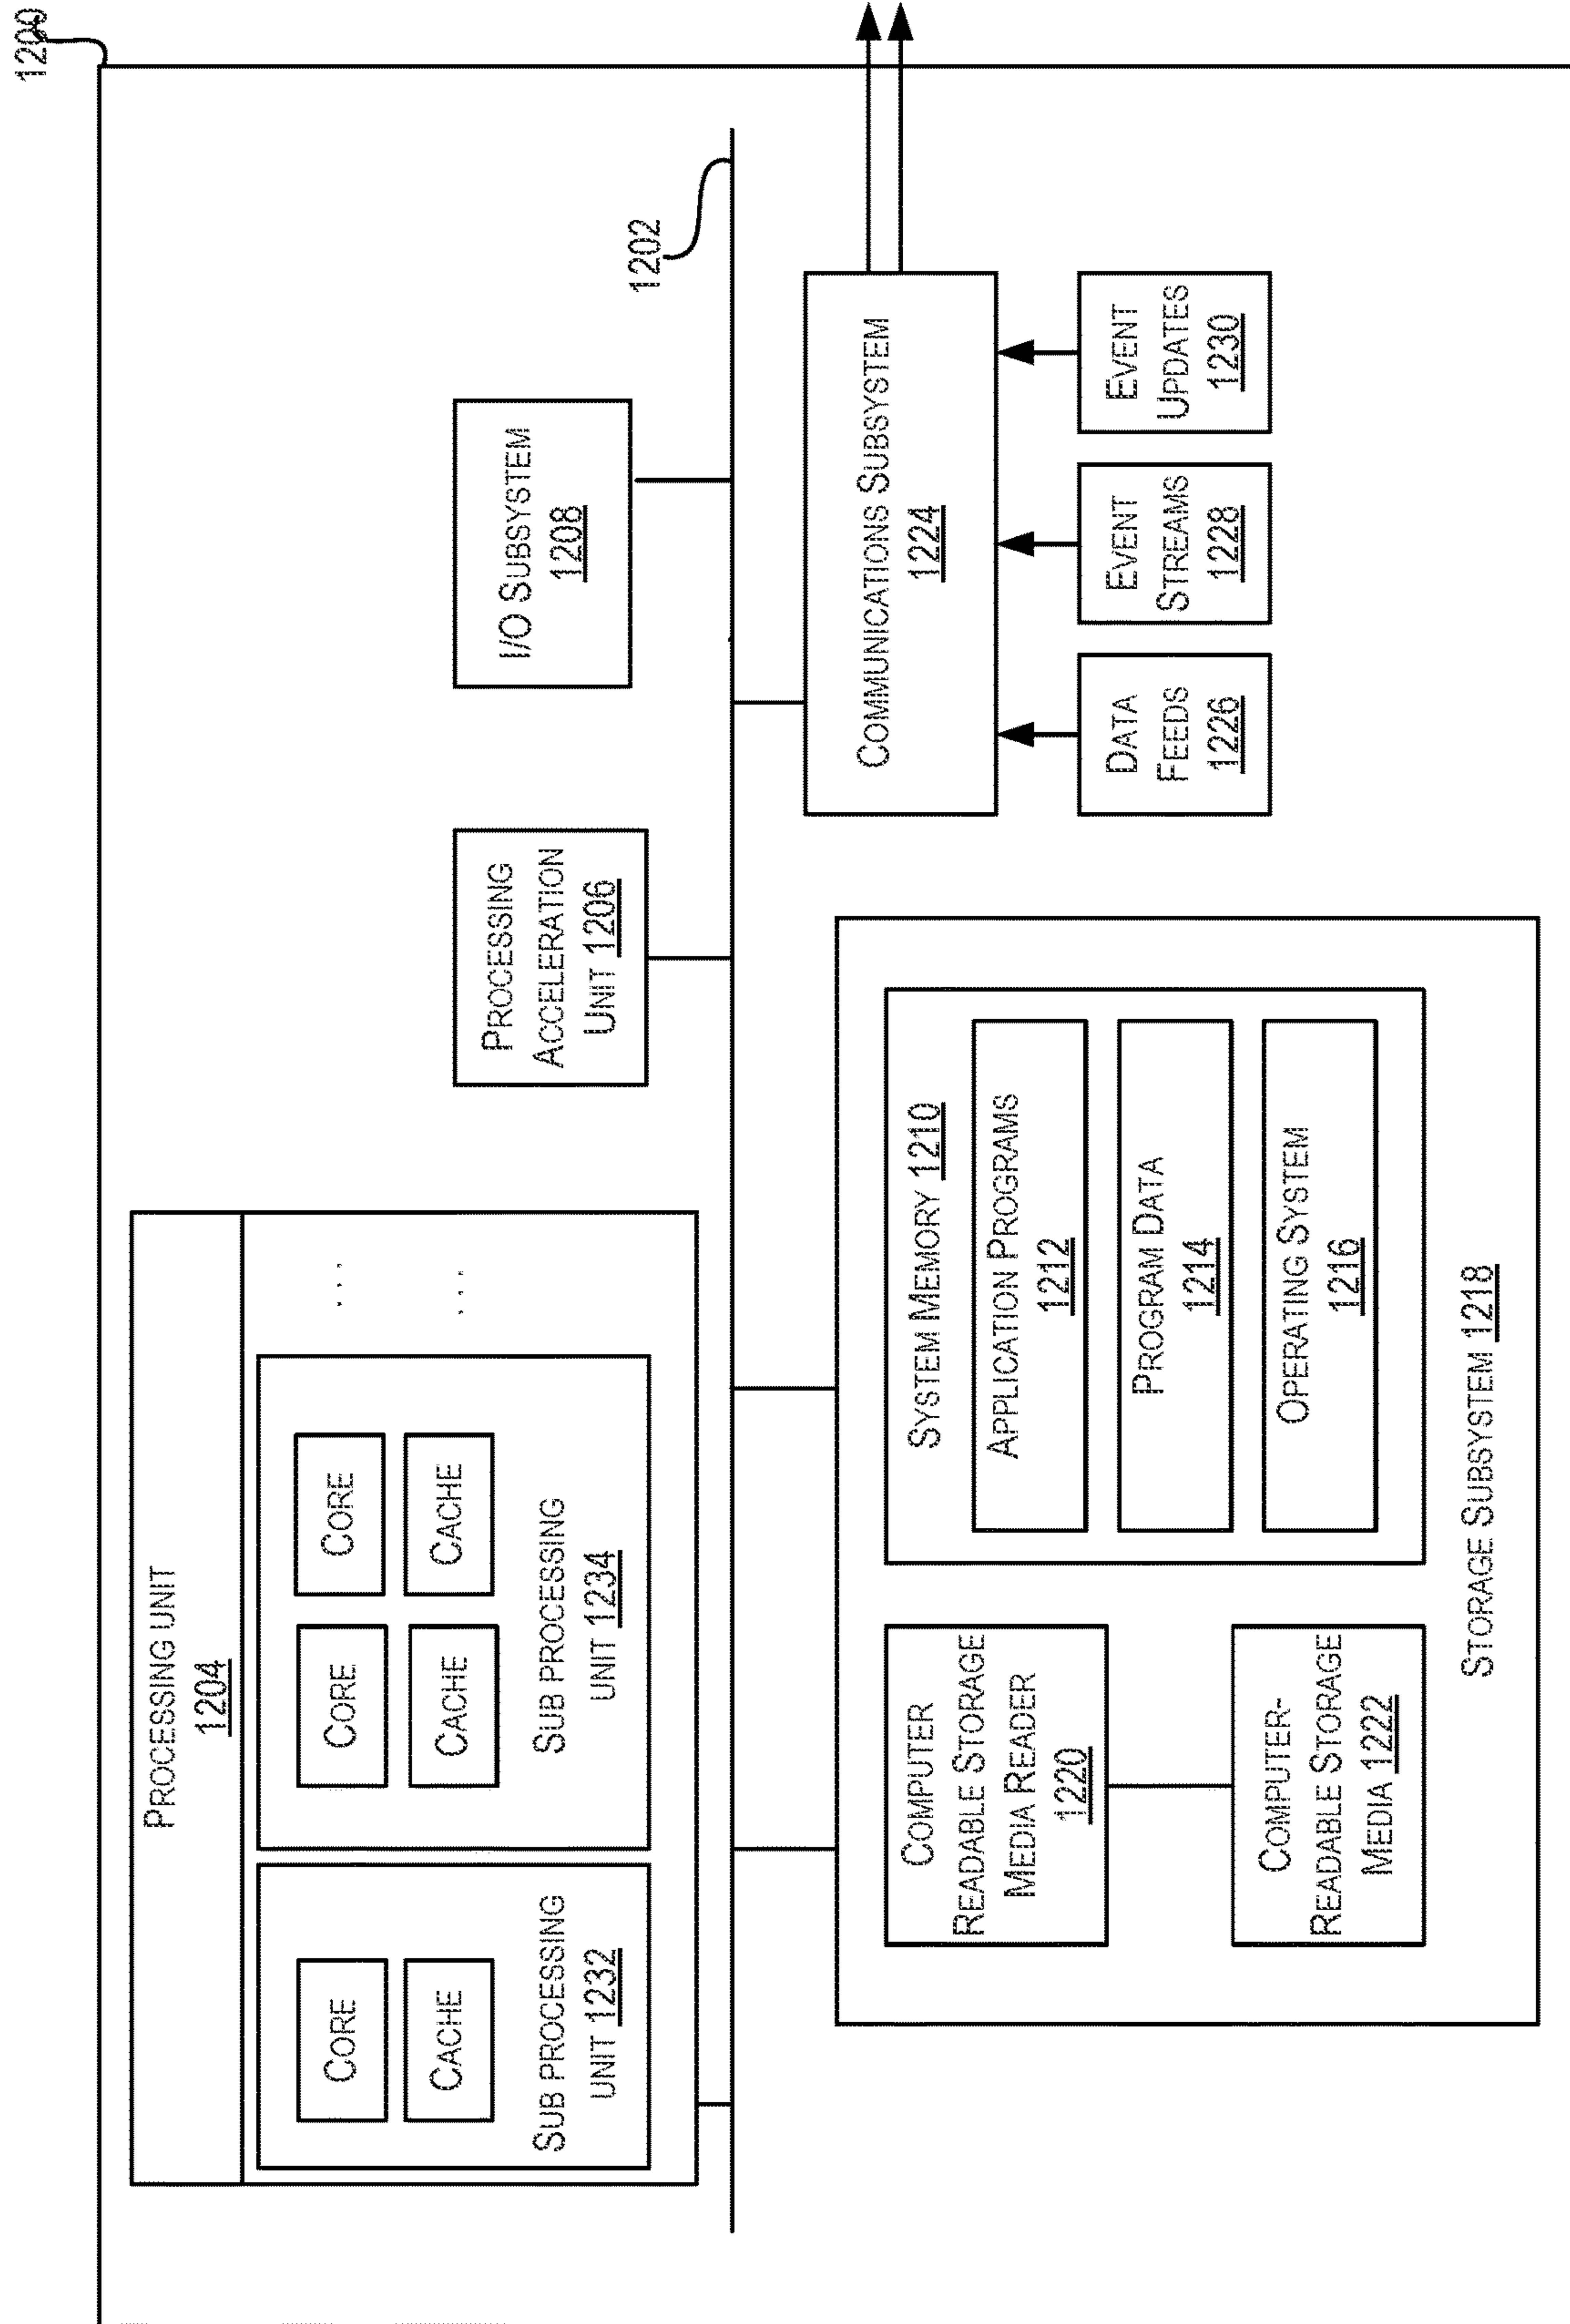 1200
PROCESSING UNIT
1204
CORE
CACHE
SUB PROCESSING
UNIT 1232
CORE
CORE
CACHE
CACHE
SUB PROCESSING
UNIT 1234
...
...
PROCESSING
ACCELERATION
UNIT 1206
I/O SUBSYSTEM
1208
1202
COMPUTER
READABLE STORAGE
MEDIA READER
1220
COMPUTER-
READABLE STORAGE
MEDIA 1222
SYSTEM MEMORY 1210
APPLICATION PROGRAMS
1212
PROGRAM DATA
1214
OPERATING SYSTEM
1216
STORAGE SUBSYSTEM 1218
COMMUNICATIONS SUBSYSTEM
1224
DATA
FEEDS
1226
EVENT
STREAMS
1228
EVENT
UPDATES
1230